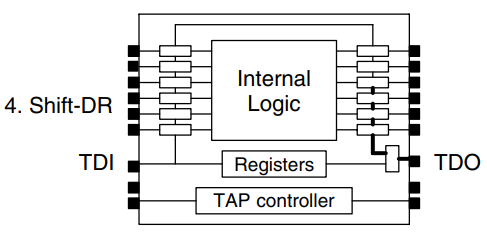 Internal
Logic
4. Shift-DR
TDI
Registers
TDO
TAP controller